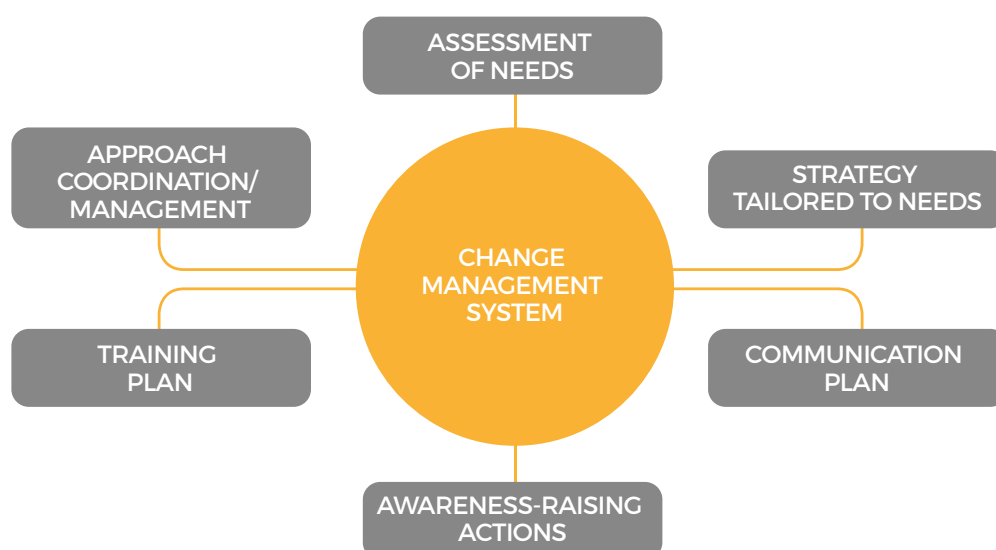 ASSESSMENT
OF NEEDS
APPROACH
COORDINATION/
MANAGEMENT
STRATEGY
TAILORED TO NEEDS
CHANGE
MANAGEMENT
SYSTEM
TRAINING
PLAN
COMMUNICATION
PLAN
AWARENESS-RAISING
ACTIONS